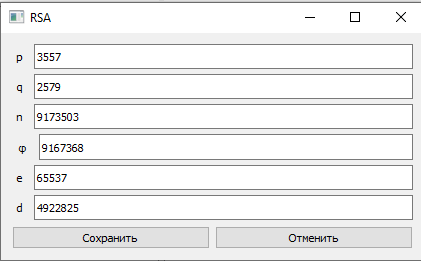 RSA
p 3557
q 2579
n 9173503
φ 9167368
e 65537
d 4922825
Сохранить Отменить